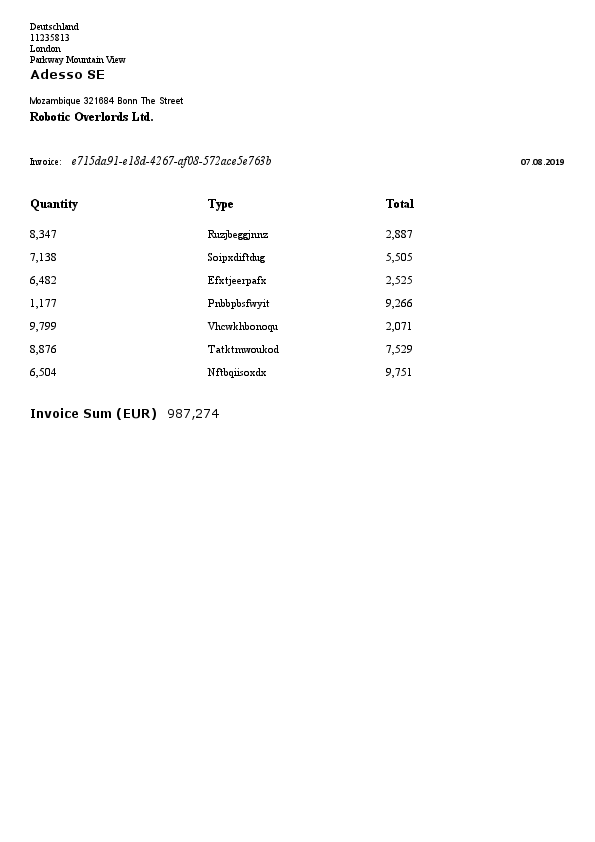 Deutschland
11235813
London
Parkway Mountain View
Adesso SE
Mozambique 321684 Bonn The Street
Robotic Overlords Ltd.
Invoice: e715da91-e18d-4267-af08-572ace5e763b 07.08.2019
Quantity Type Total
8,347 Ruzjbeggjnnz 2,887
7,138 Soipxdiftdug 5,505
6,482 Efxtjeerpafx 2,525
1,177 Pnbbpbsfwyit 9,266
9,799 Vhcwkhbonoqu 2,071
8,876 Tatktmwoukod 7,529
6,504 Nftbqiisoxdx 9,751
Invoice Sum (EUR) 987,274